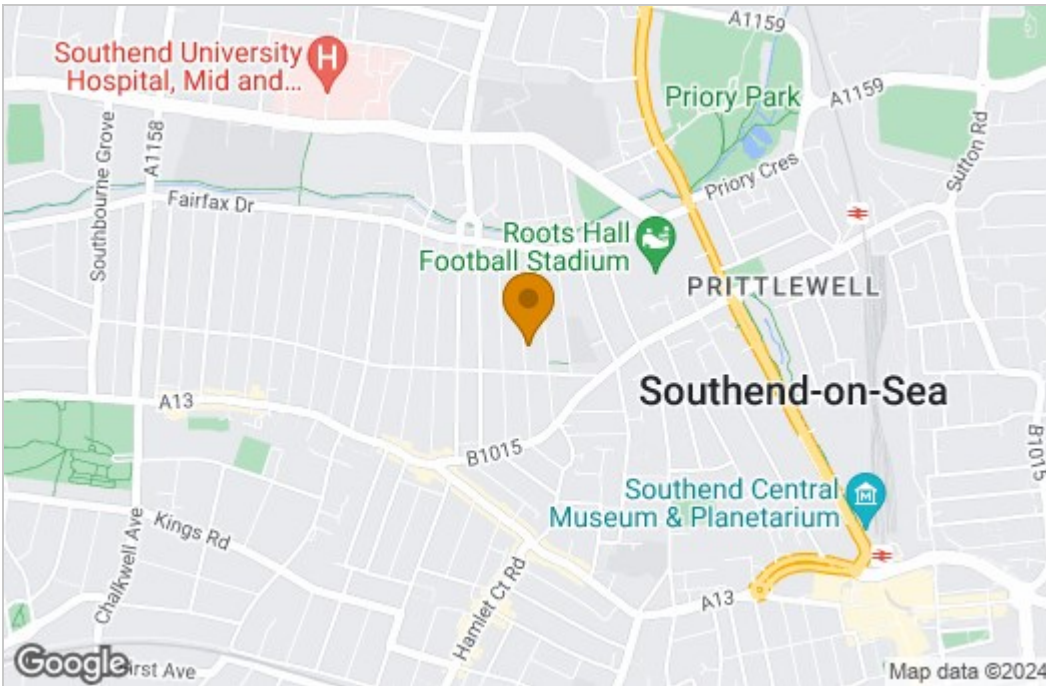 A1159
Southend University
Hospital, Mid and...
H
Priory Park
A1159
Southbourne Grove
A1158
Sutton Rd
Priory Cres
Fairfax Dr
Roots Hall
Football Stadium
PRITTLEWELL
Southend-on-Sea
A13
B1015
B1015
Southend Central
Museum & Planetarium
Kings Rd
Chalkwell Ave
Hamlet Ct Rd
A13
Google
First Ave
Map data ©2024